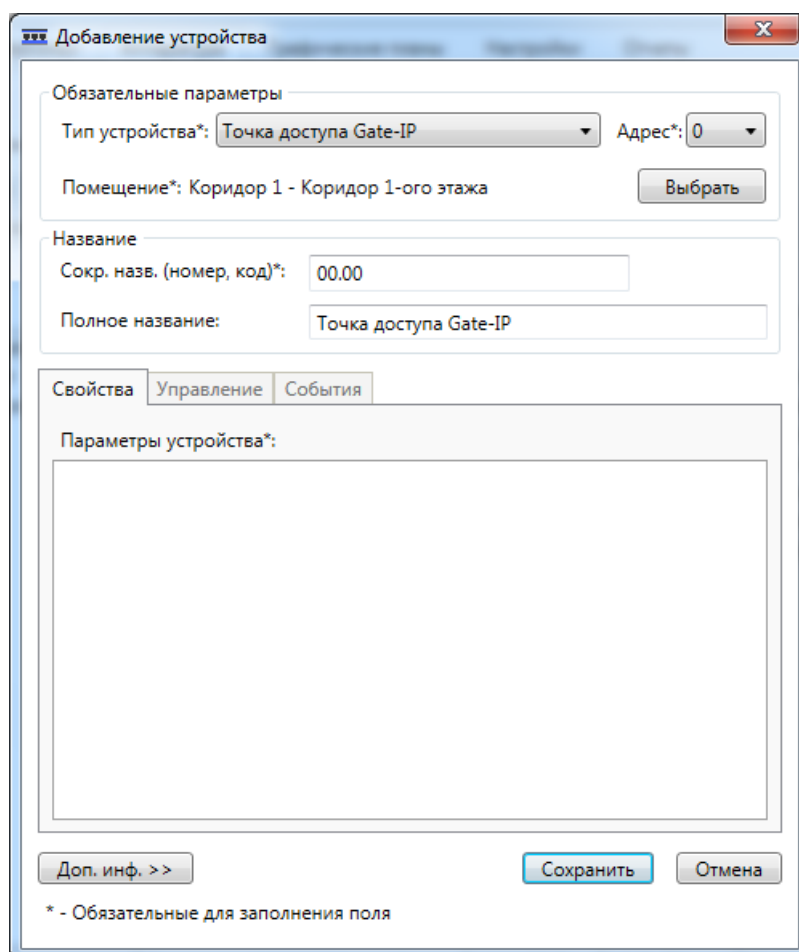 Добавление устройства
Обязательные параметры
Тип устройства*: Точка доступа Gate-IP Адрес*: 0
Помещение*: Коридор 1 - Коридор 1-ого этажа Выбрать
Название
Сокр. назв. (номер, код)*: 00.00
Полное название: Точка доступа Gate-IP
Свойства Управление События
Параметры устройства*:
Доп. инф. >> Сохранить Отмена
* - Обязательные для заполнения поля